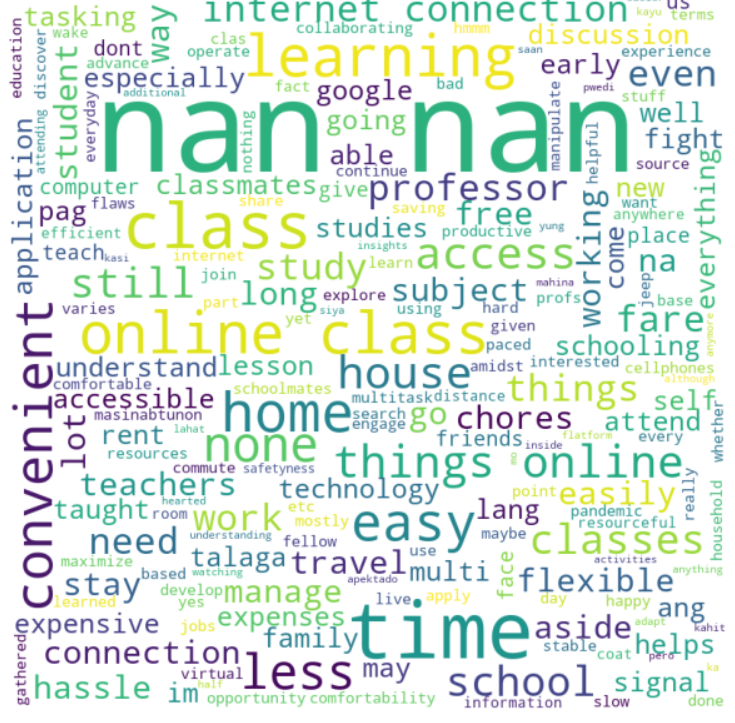 internet connection
us
kayu
terms
tasking
way
collaborating
hmmm
discussion
education
discover
wake
dont
clas
operate
learning
early
experience
saan
advance
student
especially
fact
google
bad
pwedi
even
additional
stuff
everyday
nan nan
manipulate
well
attending
nothing
going
helpful
fight
able
continue
source
application
computer
classmates
give
professor
new
everything
pag
flaws
share
saving
free
working
want
anywhere
efficient
class
studies
productive
yung
come
place
teach
kasi
internet
insights
access
na
still
join
study
learn
mahina
jeep
base
long
explore
subject
profs
fare
convenient
varies
part
siya
using
hard
yet
online class
given
paced
schooling
anymore
understand
lesson
house
amidst
interested
cellphones
comfortable
schoolmates
multitask
distance
things
although
self
accessible
home
search
engage
go
chores
attend
masinabtunon
lot
rent
lahat
none
friends
inside
flatform
every
whether
resources
things online
commute
safetyness
mo
teachers
technology
point
easily
really
taught
room
hearted
work
etc
mostly
easy
lang
pandemic
resourceful
household
need
understanding
fellow
maybe
classes
maximize
watching
talaga
travel
use
activities
anything
stay
based
develop
apektado
multi
face
flexible
learned
yes
manage
live
apply
day
happy
ang
gathered
expensive
jobs
expenses
time
aside
adapt
kahit
family
stable
coat
helps
connection
virtual
less
may
school
signal
pero
ka
hassle
im
half
opportunity
comfortability
information
slow
done